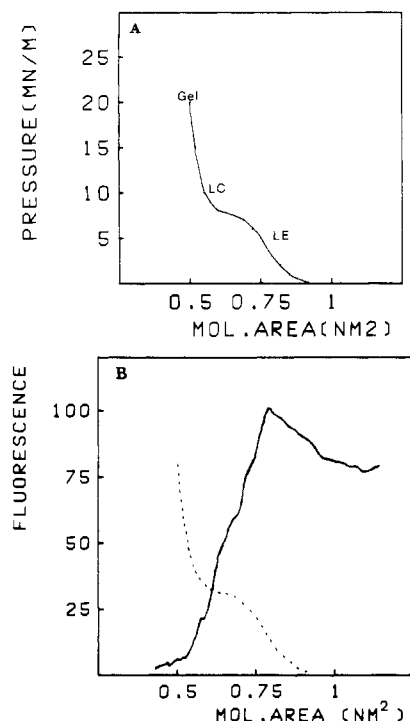 A
PRESSURE(MN/M)
25
20
15
10
5
Gel
LC
LE
0.5 0.75 1
MOL.AREA(NM2)
B
FLUORESCENCE
100
75
50
25
0.5 0.75 1
MOL.AREA (NM²)